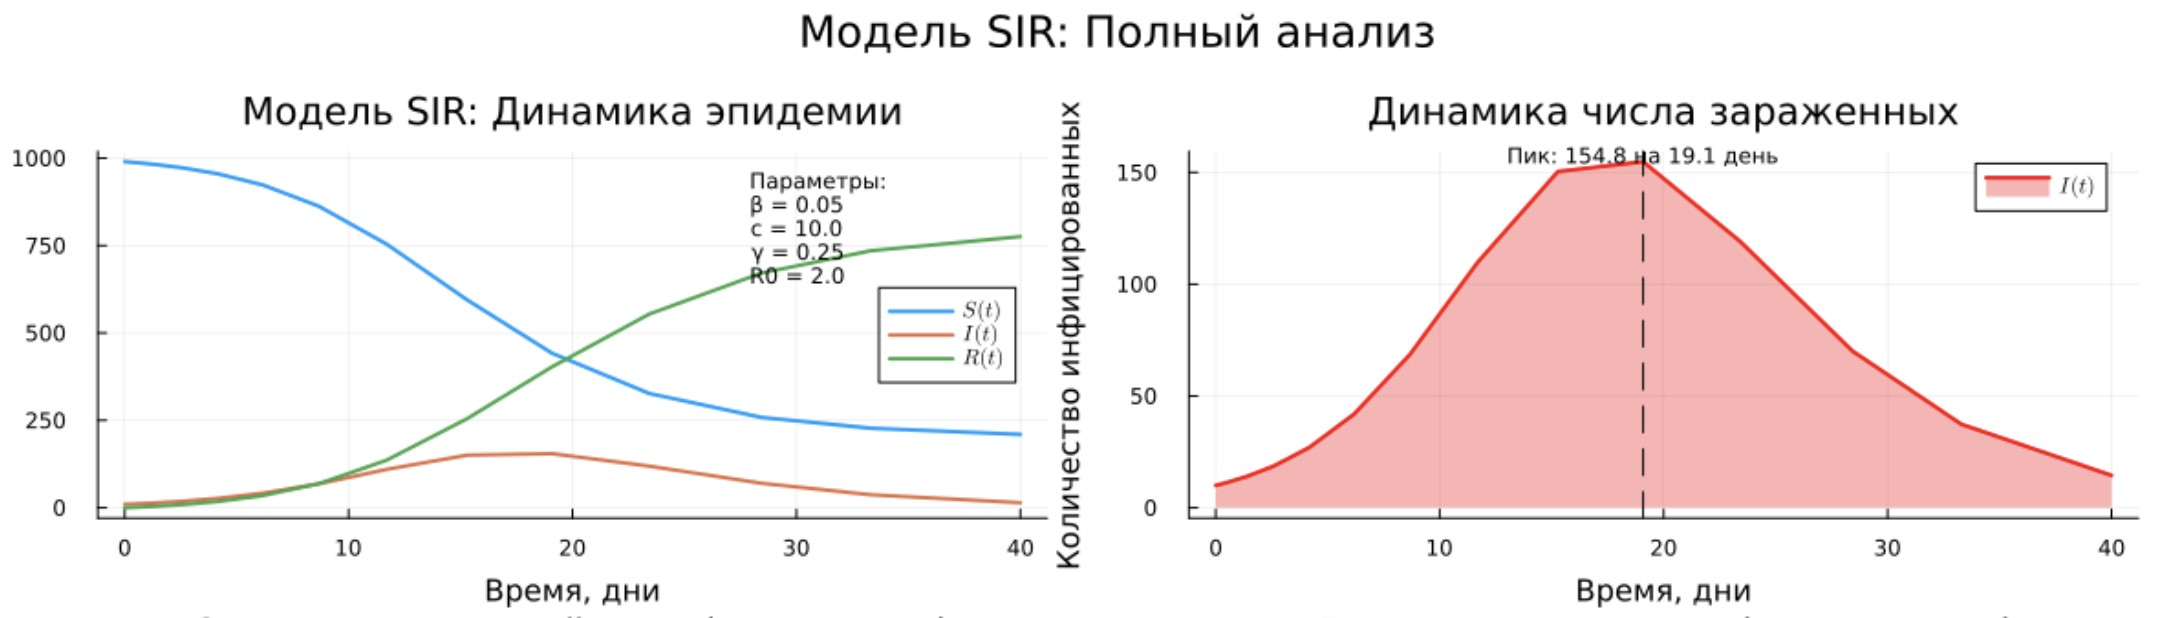 Модель SIR: Полный анализ
Модель SIR: Динамика эпидемии
1000
750
500
250
0
0
10
20
30
40
Время, дни
Параметры:
β = 0.05
c = 10.0
γ = 0.25
R0 = 2.0
S(t)
I(t)
R(t)
Динамика числа зараженных
Количество инфицированных
150
100
50
0
0
10
20
30
40
Время, дни
Пик: 154.8 на 19.1 день
I(t)